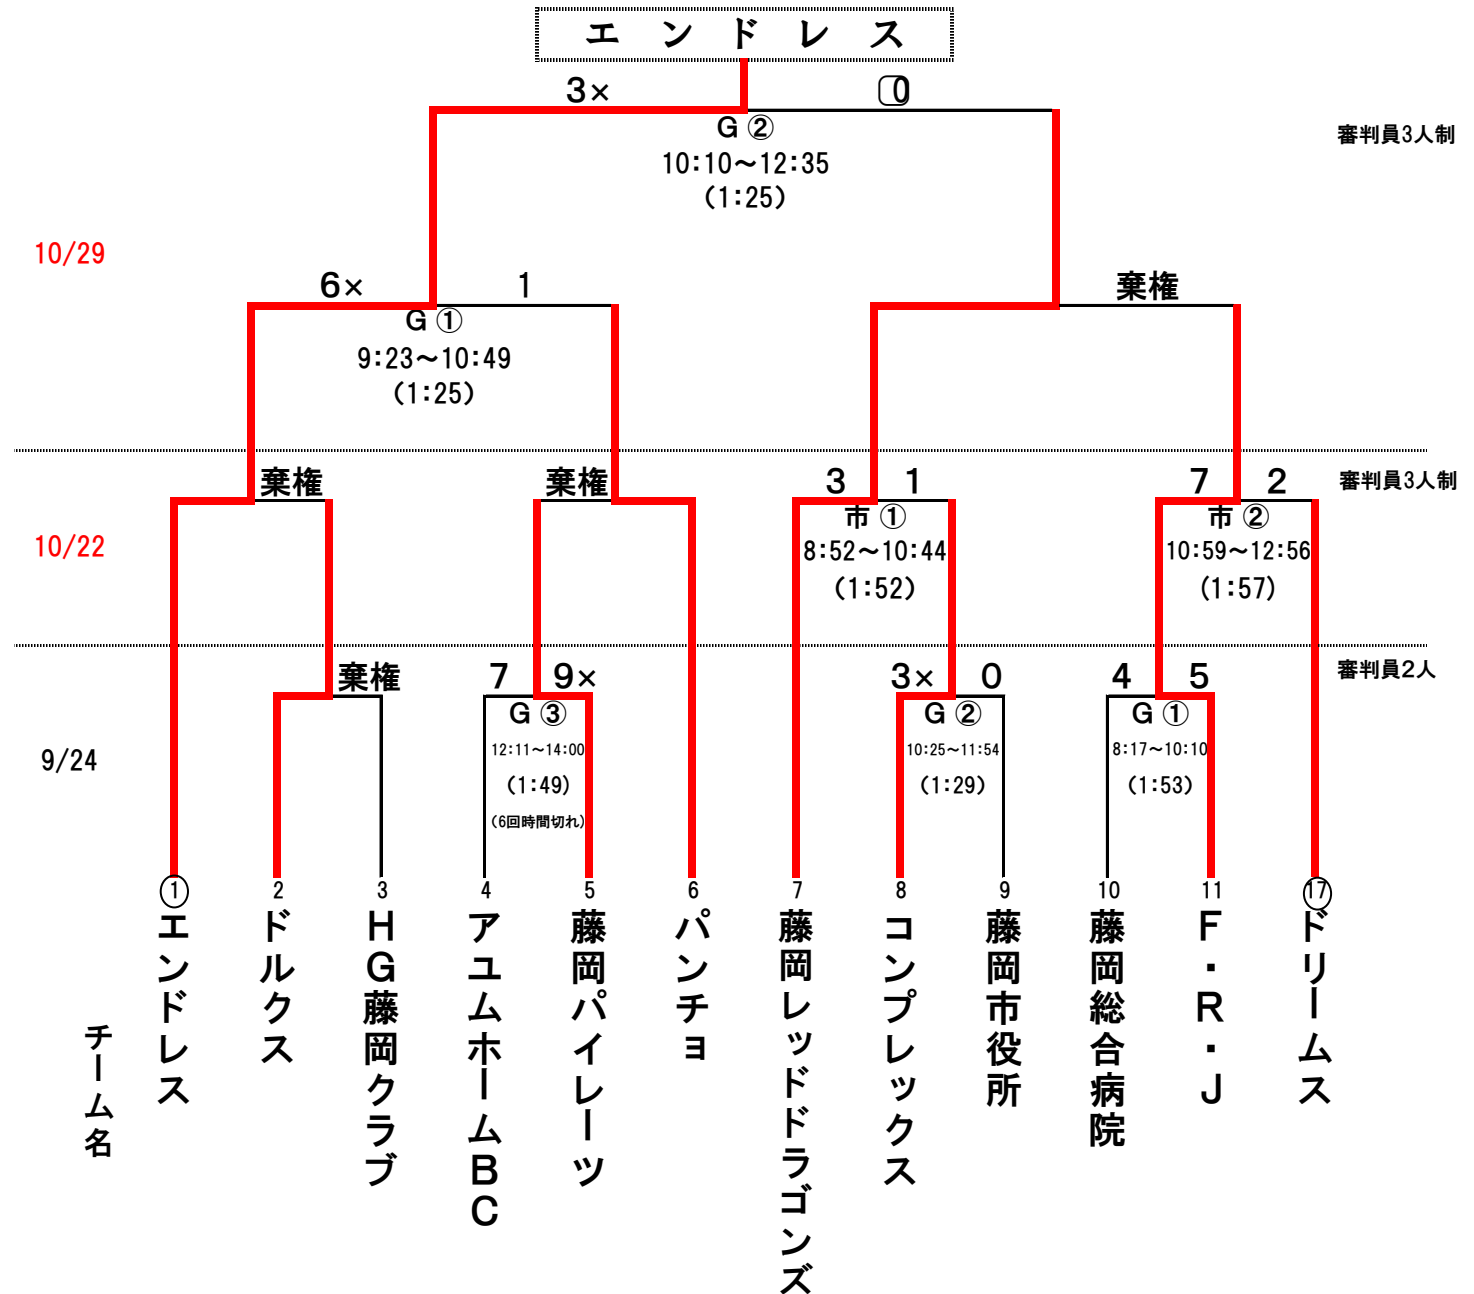 エンドレス
3× 0
G ②
10:10～12:35
(1:25)
審判員3人制
10/29
6× 1
G ①
9:23～10:49
(1:25)
棄権
棄権 棄権
3 1
市 ①
8:52～10:44
(1:52)
7 2
市 ②
10:59～12:56
(1:57)
審判員3人制
10/22
棄権
7 9×
G ③
12:11～14:00
(1:49)
(6回時間切れ)
3× 0
G ②
10:25～11:54
(1:29)
4 5
G ①
8:17～10:10
(1:53)
審判員2人
9/24
チーム名
① エンドレス
2 ドルクス
3 HG藤岡クラブ
4 アユムホームBC
5 藤岡パイレーツ
6 パンチョ
7 藤岡レッドドラゴンズ
8 コンプレックス
9 藤岡市役所
10 藤岡総合病院
11 F・R・J
⑰ ドリームス